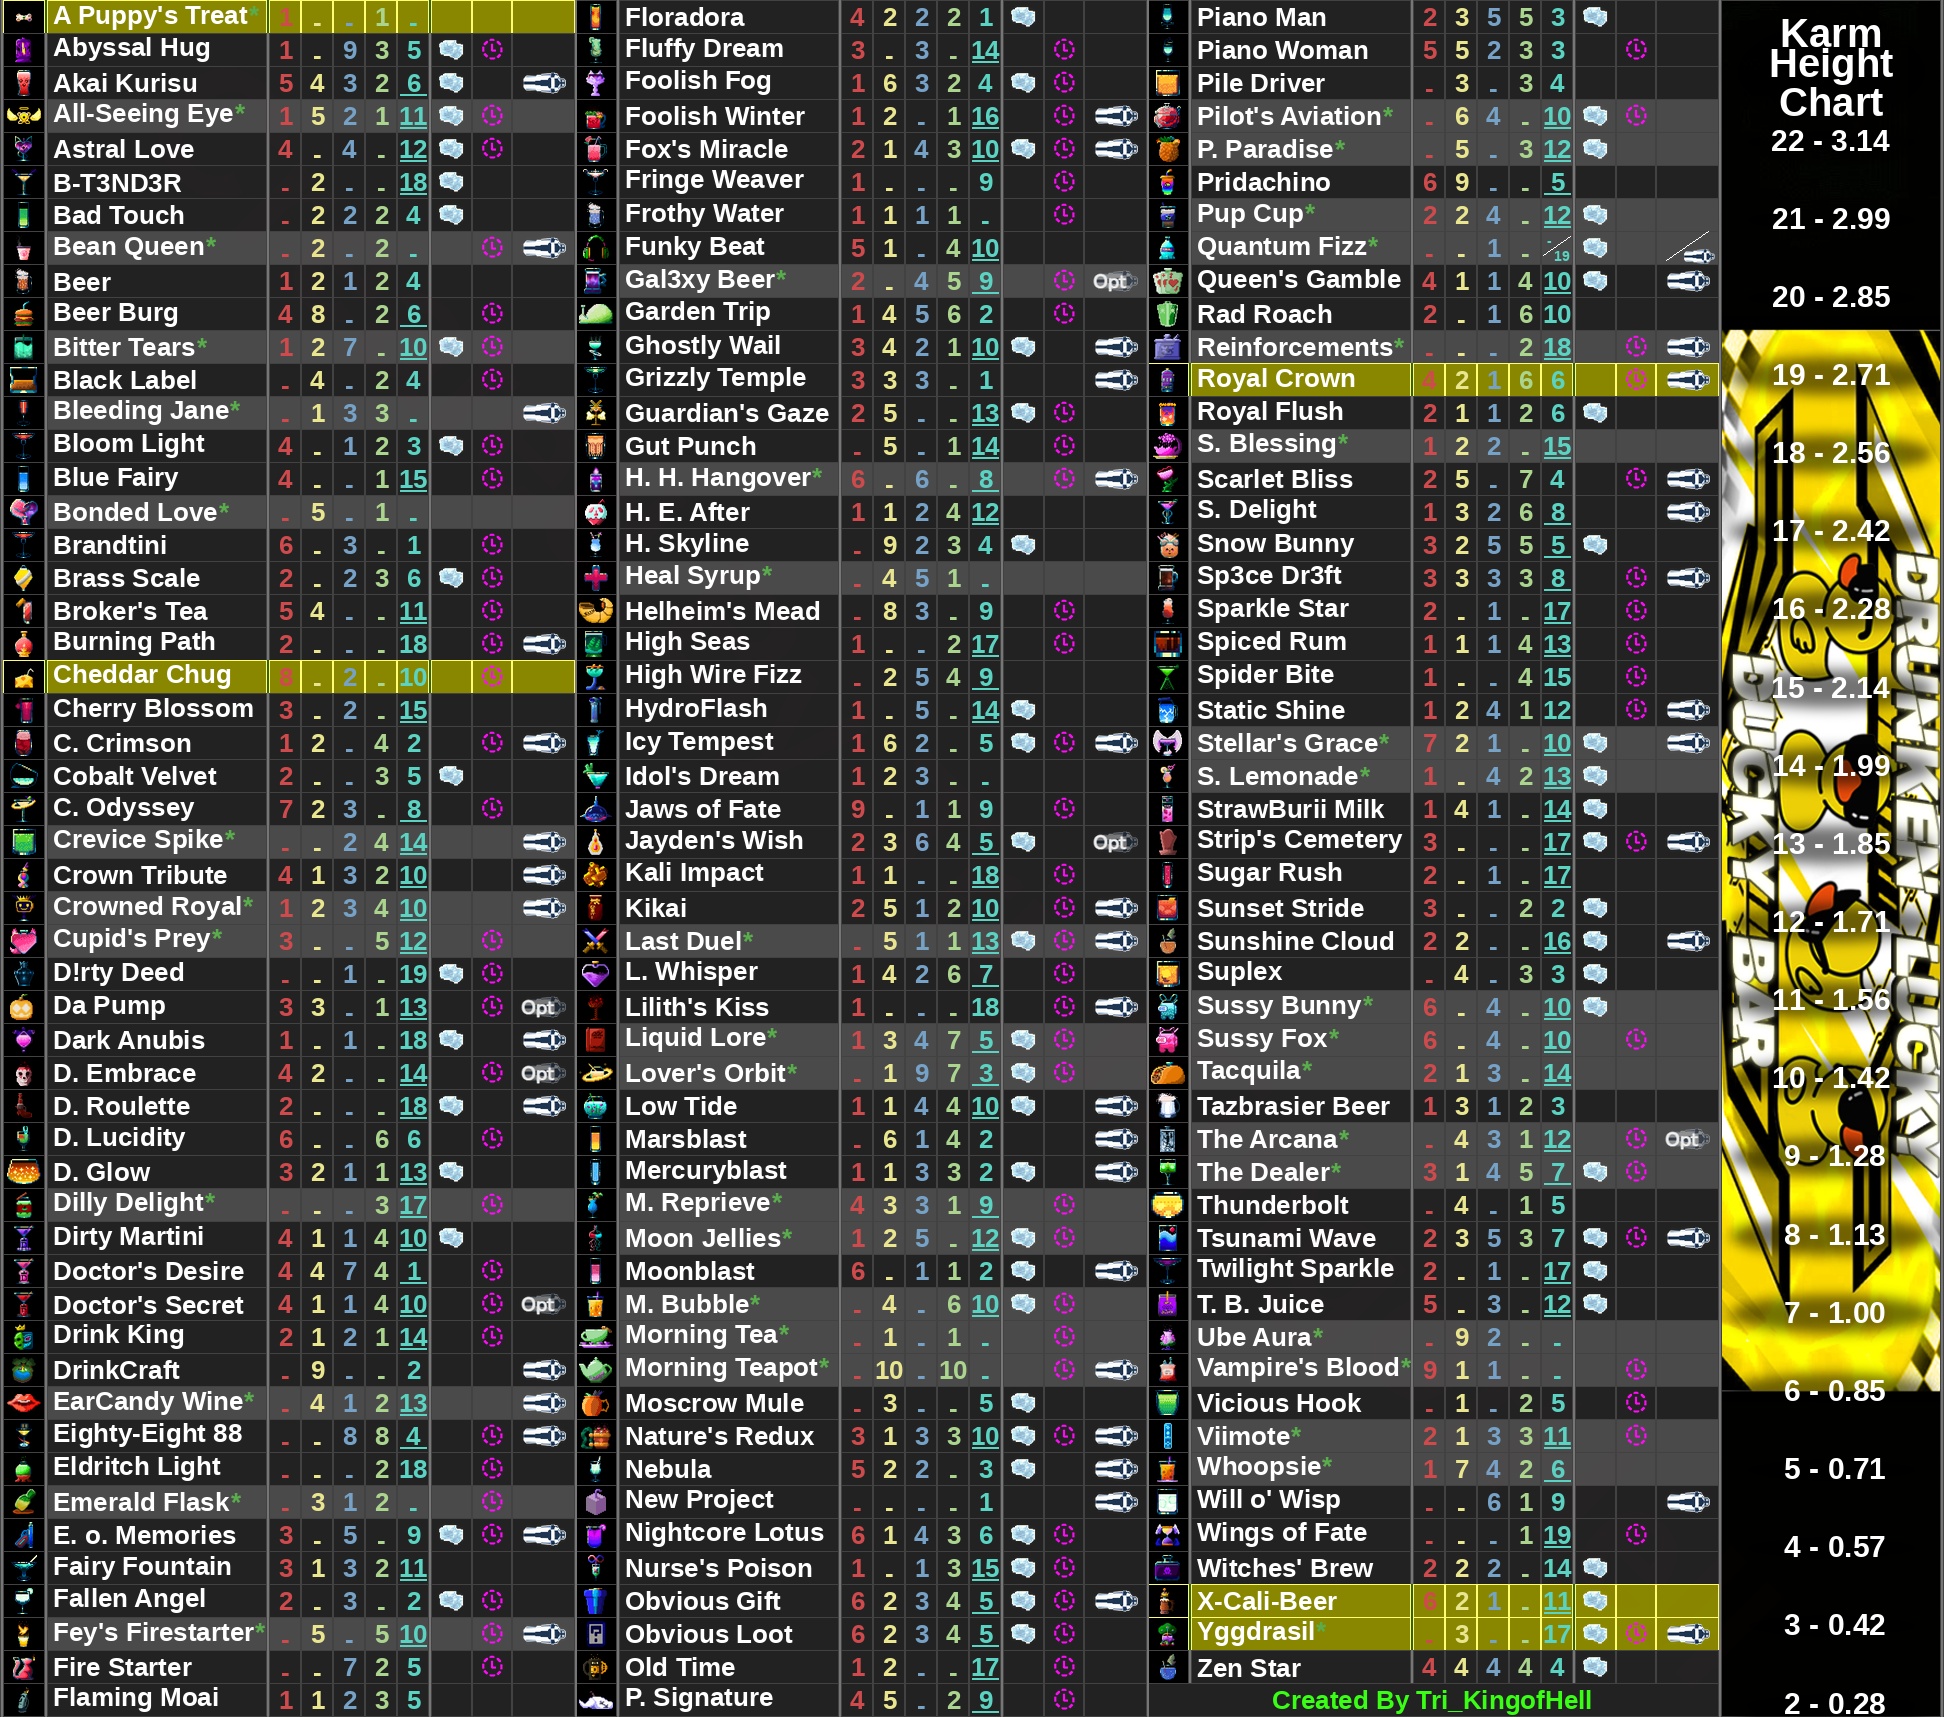 A Puppy's Treat* 1 - - 1 -
Abyssal Hug 1 - 9 3 5
Akai Kurisu 5 4 3 2 6
All-Seeing Eye* 1 5 2 1 11
Astral Love 4 - 4 - 12
B-T3ND3R - 2 - - 18
Bad Touch - 2 2 2 4
Bean Queen* - 2 - 2 -
Beer 1 2 1 2 4
Beer Burg 4 8 - 2 6
Bitter Tears* 1 2 7 - 10
Black Label - 4 - 2 4
Bleeding Jane* - 1 3 3 -
Bloom Light 4 - 1 2 3
Blue Fairy 4 - - 1 15
Bonded Love* - 5 - 1 -
Brandtini 6 - 3 - 1
Brass Scale 2 - 2 3 6
Broker's Tea 5 4 - - 11
Burning Path 2 - - - 18
Cheddar Chug 8 - 2 - 10
Cherry Blossom 3 - 2 - 15
C. Crimson 1 2 - 4 2
Cobalt Velvet 2 - - 3 5
C. Odyssey 7 2 3 - 8
Crevice Spike* - - 2 4 14
Crown Tribute 4 1 3 2 10
Crowned Royal* 1 2 3 4 10
Cupid's Prey* 3 - - 5 12
D!rty Deed - - 1 - 19
Da Pump 3 3 - 1 13 Opt
Dark Anubis 1 - 1 - 18
D. Embrace 4 2 - - 14 Opt
D. Roulette 2 - - - 18
D. Lucidity 6 - - 6 6
D. Glow 3 2 1 1 13
Dilly Delight* - - - 3 17
Dirty Martini 4 1 1 4 10
Doctor's Desire 4 4 7 4 1
Doctor's Secret 4 1 1 4 10 Opt
Drink King 2 1 2 1 14
DrinkCraft - 9 - - 2
EarCandy Wine* - 4 1 2 13
Eighty-Eight 88 - - 8 8 4
Eldritch Light - - - 2 18
Emerald Flask* - 3 1 2 -
E. o. Memories 3 - 5 - 9
Fairy Fountain 3 1 3 2 11
Fallen Angel 2 - 3 - 2
Fey's Firestarter* - 5 - 5 10
Fire Starter - - 7 2 5
Flaming Moai 1 1 2 3 5
Floradora 4 2 2 2 1
Fluffy Dream 3 - 3 - 14
Foolish Fog 1 6 3 2 4
Foolish Winter 1 2 - 1 16
Fox's Miracle 2 1 4 3 10
Fringe Weaver 1 - - - 9
Frothy Water 1 1 1 1 -
Funky Beat 5 1 - 4 10
Gal3xy Beer* 2 - 4 5 9 Opt
Garden Trip 1 4 5 6 2
Ghostly Wail 3 4 2 1 10
Grizzly Temple 3 3 3 - 1
Guardian's Gaze 2 5 - - 13
Gut Punch - 5 - 1 14
H. H. Hangover* 6 - 6 - 8
H. E. After 1 1 2 4 12
H. Skyline - 9 2 3 4
Heal Syrup* - 4 5 1 -
Helheim's Mead - 8 3 - 9
High Seas 1 - - 2 17
High Wire Fizz - 2 5 4 9
HydroFlash 1 - 5 - 14
Icy Tempest 1 6 2 - 5
Idol's Dream 1 2 3 - -
Jaws of Fate 9 - 1 1 9
Jayden's Wish 2 3 6 4 5 Opt
Kali Impact 1 1 - - 18
Kikai 2 5 1 2 10
Last Duel* - 5 1 1 13
L. Whisper 1 4 2 6 7
Lilith's Kiss 1 - - - 18
Liquid Lore* 1 3 4 7 5
Lover's Orbit* - 1 9 7 3
Low Tide 1 1 4 4 10
Marsblast - 6 1 4 2
Mercuryblast 1 1 3 3 2
M. Reprieve* 4 3 3 1 9
Moon Jellies* 1 2 5 - 12
Moonblast 6 - 1 1 2
M. Bubble* - 4 - 6 10
Morning Tea* - 1 - 1 -
Morning Teapot* - 10 - 10 -
Moscrow Mule - 3 - - 5
Nature's Redux 3 1 3 3 10
Nebula 5 2 2 - 3
New Project - - - - 1
Nightcore Lotus 6 1 4 3 6
Nurse's Poison 1 - 1 3 15
Obvious Gift 6 2 3 4 5
Obvious Loot 6 2 3 4 5
Old Time 1 2 - - 17
P. Signature 4 5 - 2 9
Piano Man 2 3 5 5 3
Piano Woman 5 5 2 3 3
Pile Driver - 3 - 3 4
Pilot's Aviation* - 6 4 - 10
P. Paradise* - 5 - 3 12
Pridachino 6 9 - - 5
Pup Cup* 2 2 4 - 12
Quantum Fizz* - - 1 - -/19
Queen's Gamble 4 1 1 4 10
Rad Roach 2 - 1 6 10
Reinforcements* - - - 2 18
Royal Crown 4 2 1 6 6
Royal Flush 2 1 1 2 6
S. Blessing* 1 2 2 - 15
Scarlet Bliss 2 5 - 7 4
S. Delight 1 3 2 6 8
Snow Bunny 3 2 5 5 5
Sp3ce Dr3ft 3 3 3 3 8
Sparkle Star 2 - 1 - 17
Spiced Rum 1 1 1 4 13
Spider Bite 1 - - 4 15
Static Shine 1 2 4 1 12
Stellar's Grace* 7 2 1 - 10
S. Lemonade* 1 - 4 2 13
StrawBurii Milk 1 4 1 - 14
Strip's Cemetery 3 - - - 17
Sugar Rush 2 - 1 - 17
Sunset Stride 3 - - 2 2
Sunshine Cloud 2 2 - - 16
Suplex - 4 - 3 3
Sussy Bunny* 6 - 4 - 10
Sussy Fox* 6 - 4 - 10
Tacquila* 2 1 3 - 14
Tazbrasier Beer 1 3 1 2 3
The Arcana* - 4 3 1 12 Opt
The Dealer* 3 1 4 5 7
Thunderbolt - 4 - 1 5
Tsunami Wave 2 3 5 3 7
Twilight Sparkle 2 - 1 - 17
T. B. Juice 5 - 3 - 12
Ube Aura* - 9 2 - -
Vampire's Blood* 9 1 1 - -
Vicious Hook - 1 - 2 5
Viimote* 2 1 3 3 11
Whoopsie* 1 7 4 2 6
Will o' Wisp - - 6 1 9
Wings of Fate - - - 1 19
Witches' Brew 2 2 2 - 14
X-Cali-Beer 6 2 1 - 11
Yggdrasil* - 3 - - 17
Zen Star 4 4 4 4 4
Created By Tri_KingofHell
Karm
Height
Chart
22 - 3.14
21 - 2.99
20 - 2.85
19 - 2.71
18 - 2.56
17 - 2.42
16 - 2.28
15 - 2.14
14 - 1.99
13 - 1.85
12 - 1.71
11 - 1.56
10 - 1.42
9 - 1.28
8 - 1.13
7 - 1.00
6 - 0.85
5 - 0.71
4 - 0.57
3 - 0.42
2 - 0.28
DRUNKEN LUCKY
DUCKY BAR